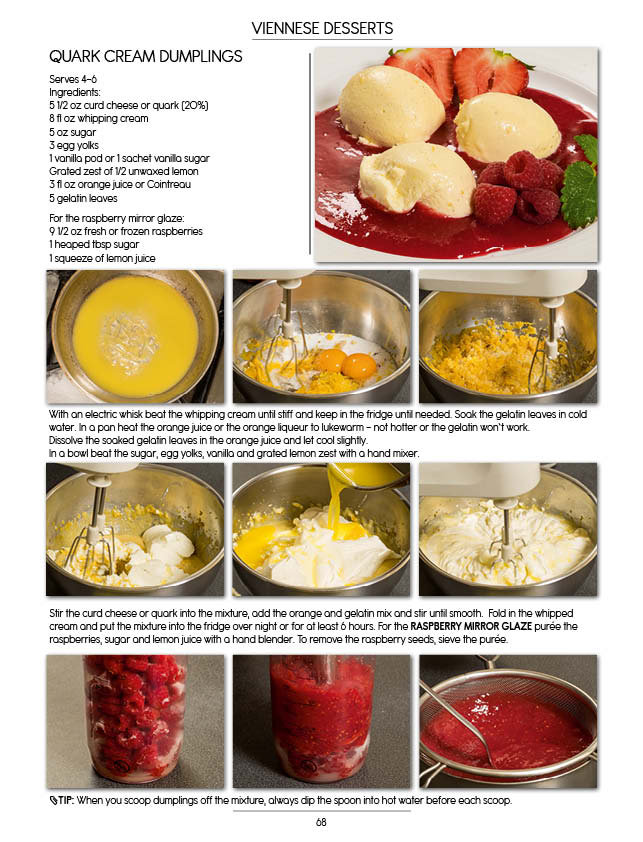 VIENNESE DESSERTS
QUARK CREAM DUMPLINGS
Serves 4-6
Ingredients:
5 1/2 oz curd cheese or quark (20%)
8 fl oz whipping cream
5 oz sugar
3 egg yolks
1 vanilla pod or 1 sachet vanilla sugar
Grated zest of 1/2 unwaxed lemon
3 fl oz orange juice or Cointreau
5 gelatin leaves
For the raspberry mirror glaze:
9 1/2 oz fresh or frozen raspberries
1 heaped tbsp sugar
1 squeeze of lemon juice
With an electric whisk beat the whipping cream until stiff and keep in the fridge until needed. Soak the gelatin leaves in cold
water. In a pan heat the orange juice or the orange liqueur to lukewarm – not hotter or the gelatin won't work.
Dissolve the soaked gelatin leaves in the orange juice and let cool slightly.
In a bowl beat the sugar, egg yolks, vanilla and grated lemon zest with a hand mixer.
Stir the curd cheese or quark into the mixture, add the orange and gelatin mix and stir until smooth. Fold in the whipped
cream and put the mixture into the fridge over night or for at least 6 hours. For the RASPBERRY MIRROR GLAZE purée the
raspberries, sugar and lemon juice with a hand blender. To remove the raspberry seeds, sieve the purée.
TIP: When you scoop dumplings off the mixture, always dip the spoon into hot water before each scoop.
68